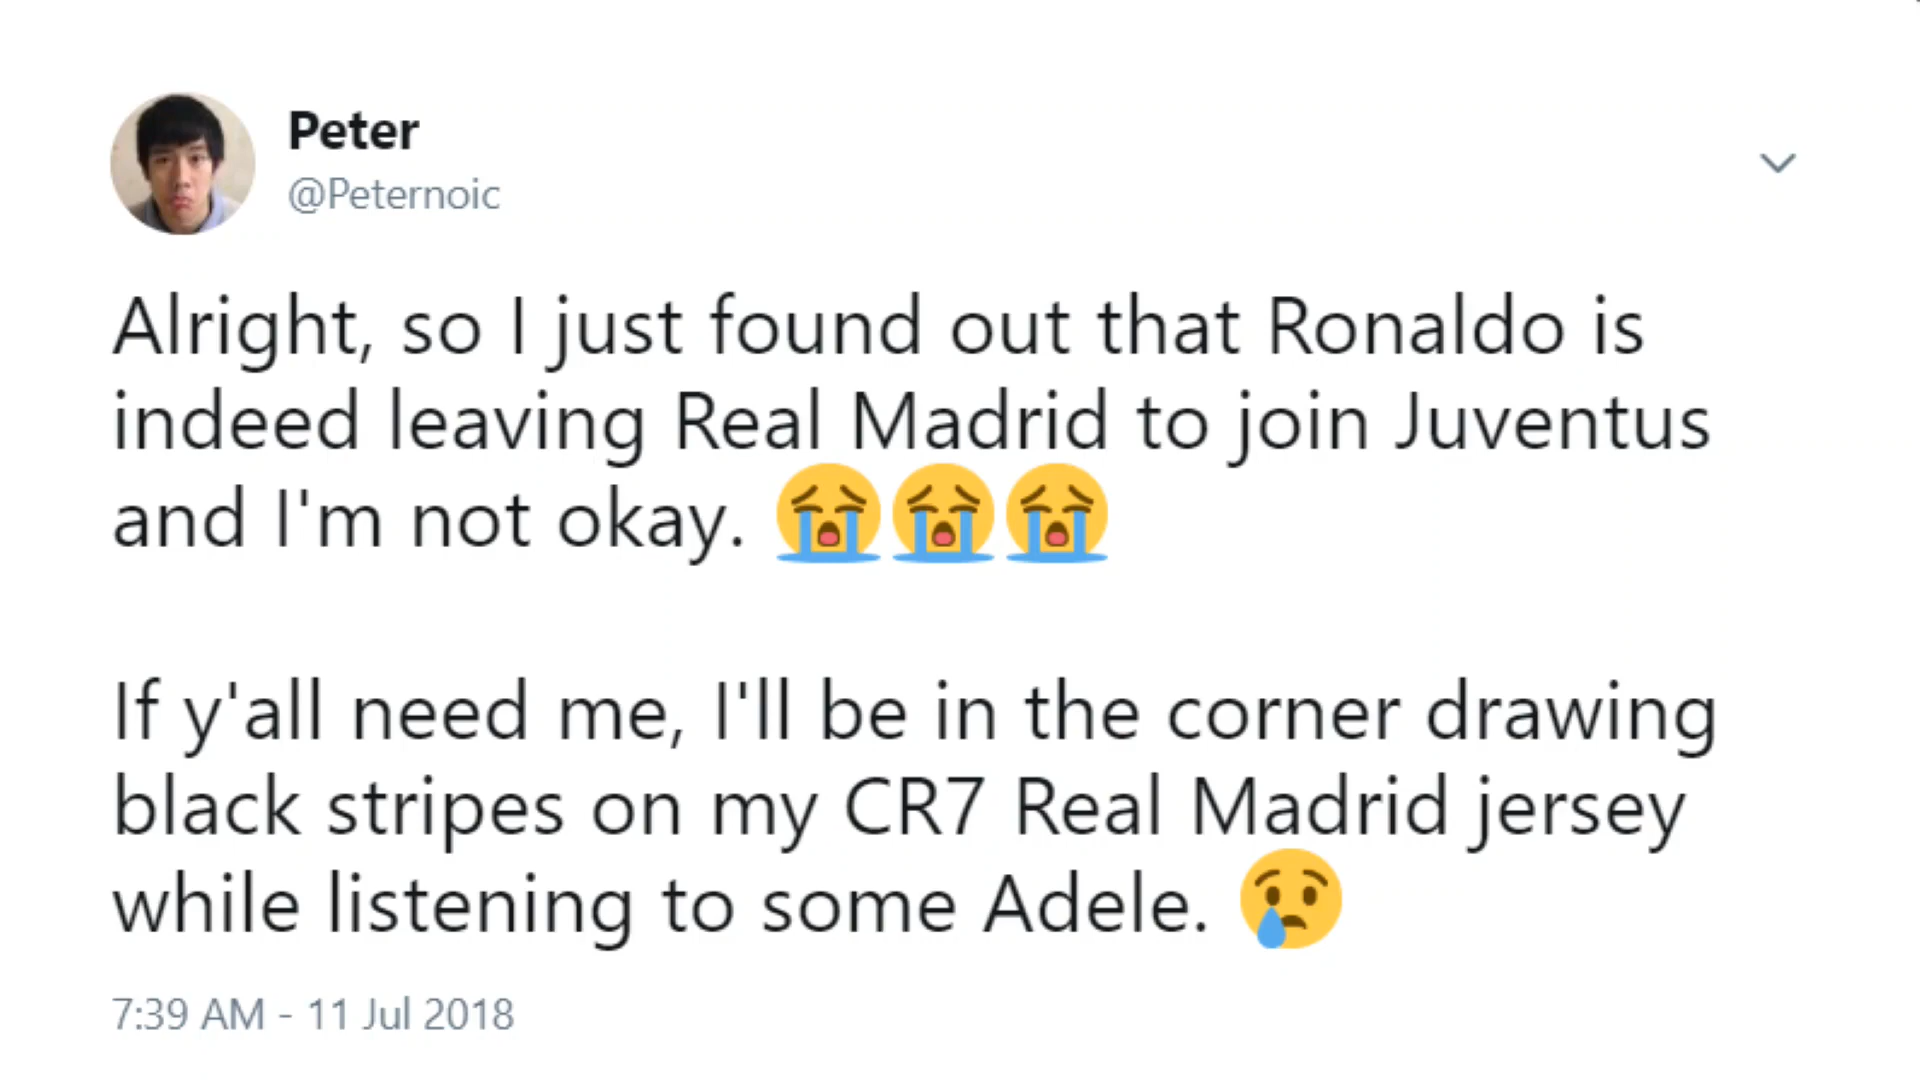 Peter
@Peternoic
Alright, so I just found out that Ronaldo is
indeed leaving Real Madrid to join Juventus
and I'm not okay. 😭😭😭
If y'all need me, I'll be in the corner drawing
black stripes on my CR7 Real Madrid jersey
while listening to some Adele. 😢
7:39 AM - 11 Jul 2018